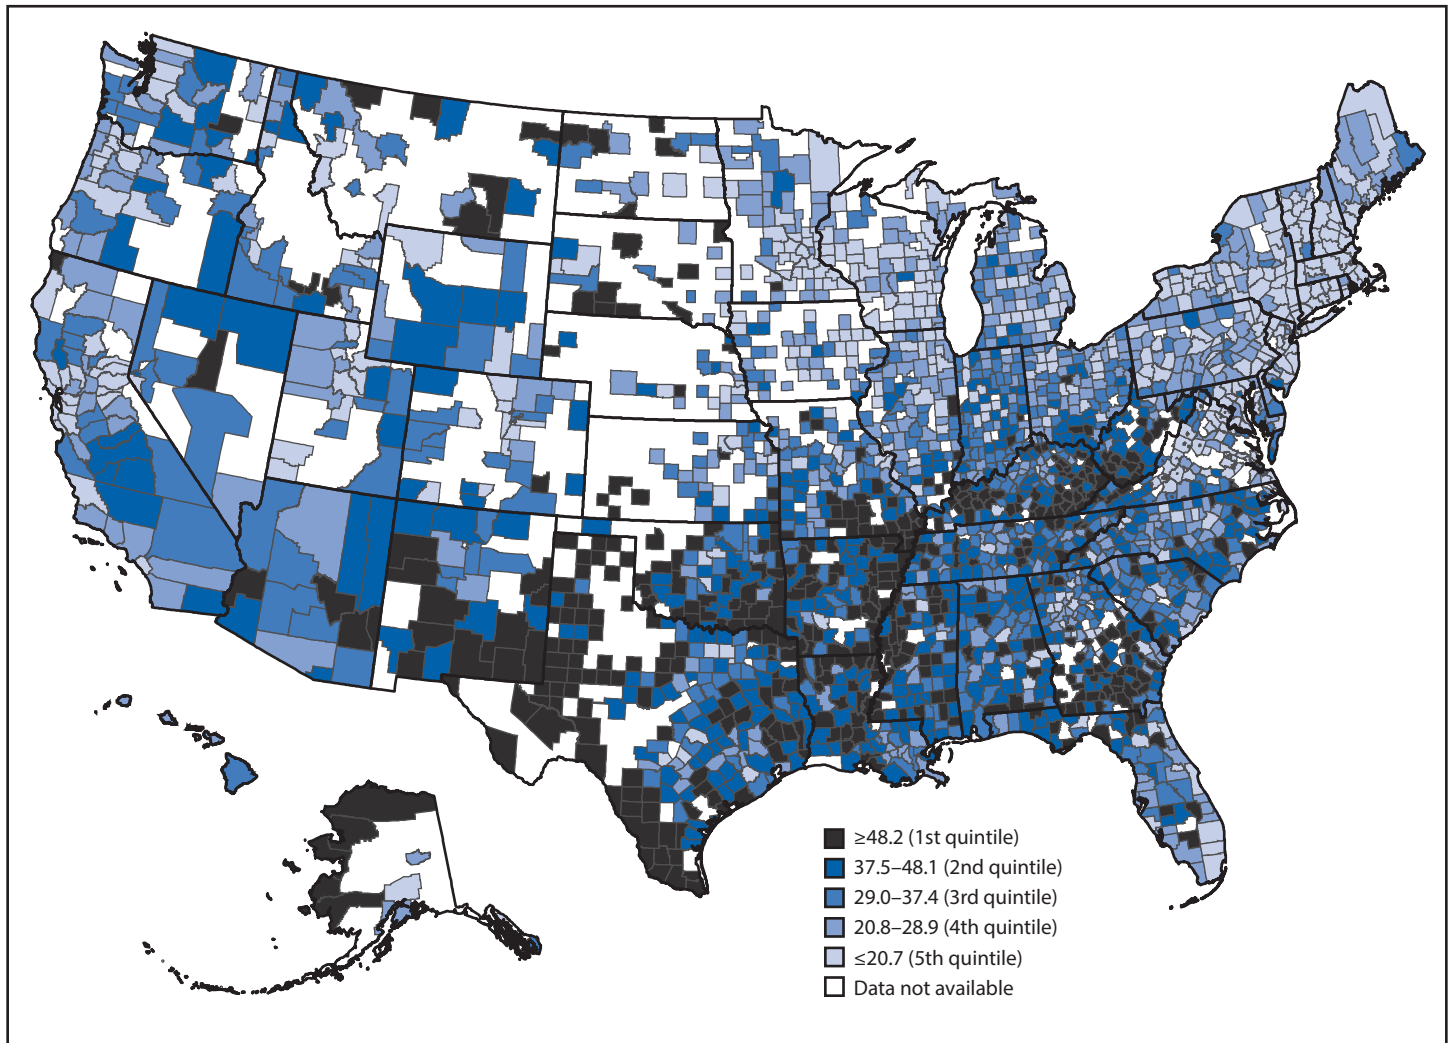 ≥48.2 (1st quintile)
37.5–48.1 (2nd quintile)
29.0–37.4 (3rd quintile)
20.8–28.9 (4th quintile)
≤20.7 (5th quintile)
Data not available